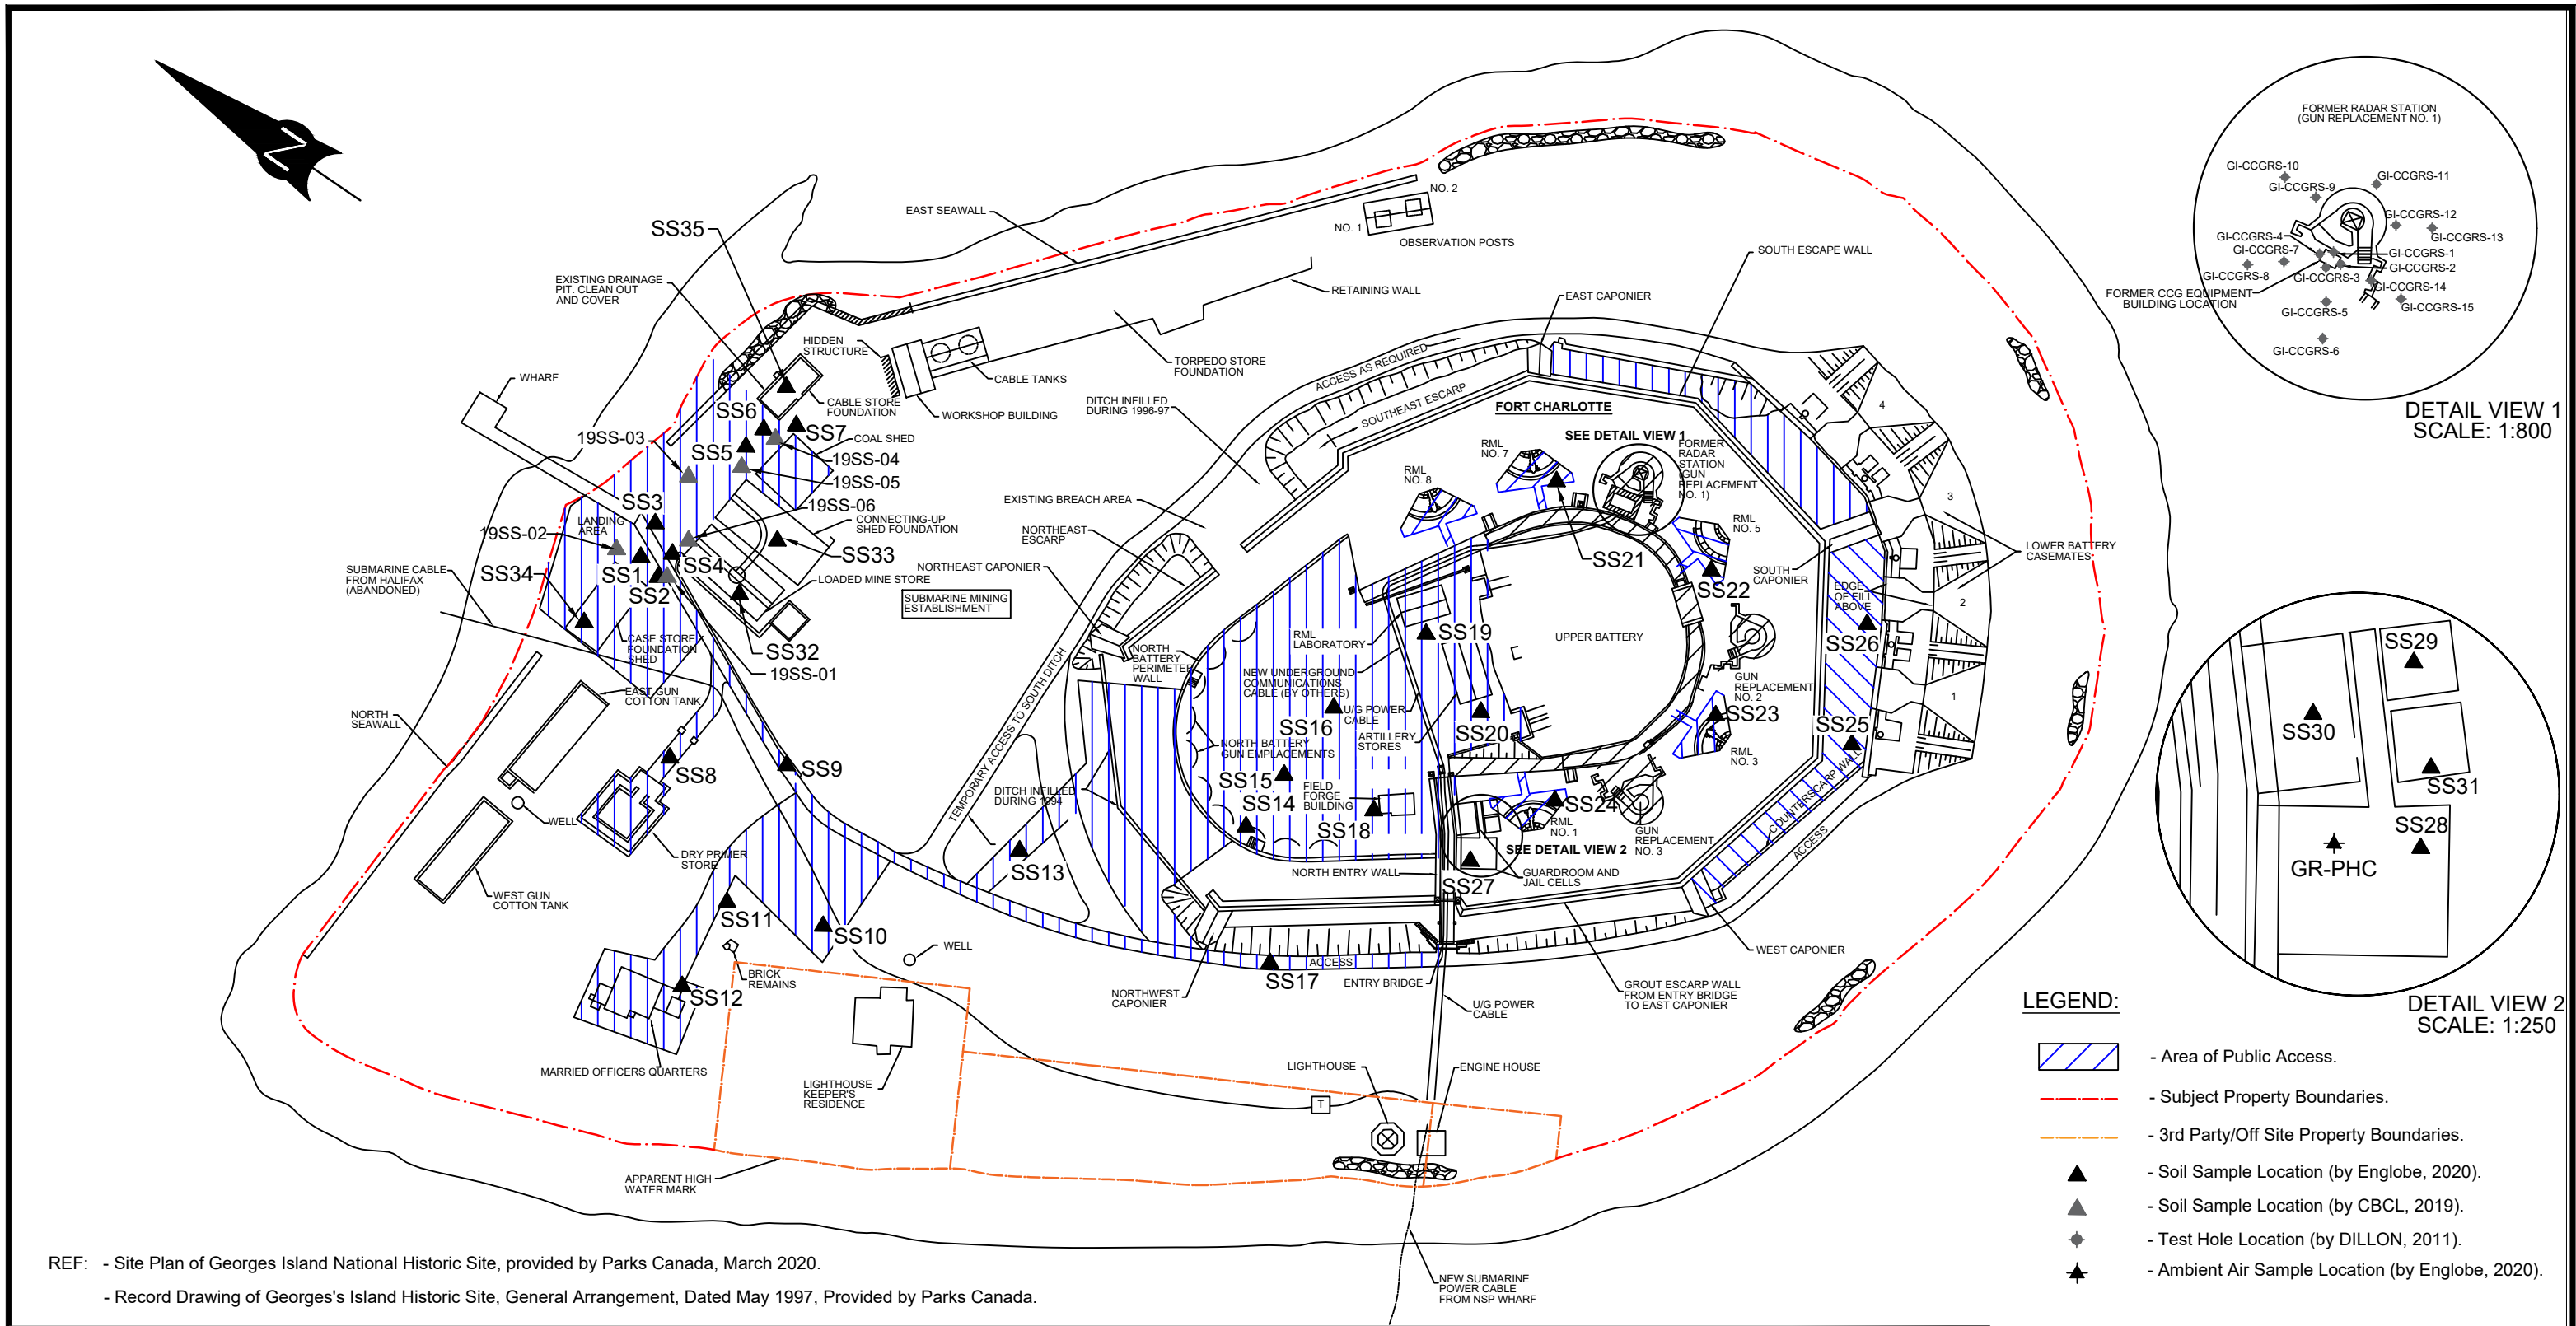 N
SS35
EXISTING DRAINAGE
PIT. CLEAN OUT
AND COVER
EAST SEAWALL
NO. 2
NO. 1
OBSERVATION POSTS
SOUTH ESCAPE WALL
RETAINING WALL
EAST CAPONIER
HIDDEN
STRUCTURE
WHARF
CABLE TANKS
TORPEDO STORE
FOUNDATION
CABLE STORE
FOUNDATION
WORKSHOP BUILDING
SS6
SS7
19SS-03
COAL SHED
SS5
19SS-04
19SS-05
19SS-06
SS3
LANDING
AREA
CONNECTING-UP
SHED FOUNDATION
19SS-02
SS33
SS4
SS1
SS2
SUBMARINE CABLE
FROM HALIFAX
(ABANDONED)
SS34
LOADED MINE STORE
SUBMARINE MINING
ESTABLISHMENT
CASE STORE
FOUNDATION
SHED
SS32
19SS-01
EAST GUN
COTTON TANK
NORTH
SEAWALL
SS8
SS9
WELL
DRY PRIMER
STORE
WEST GUN
COTTON TANK
SS11
SS10
WELL
BRICK
REMAINS
SS12
MARRIED OFFICERS QUARTERS
LIGHTHOUSE
KEEPER'S
RESIDENCE
APPARENT HIGH
WATER MARK
ACCESS AS REQUIRED
SOUTHEAST ESCARP
DITCH INFILLED
DURING 1996-97
FORT CHARLOTTE
SEE DETAIL VIEW 1
FORMER
RADAR
STATION
(GUN
REPLACEMENT
NO. 1)
RML
NO. 7
RML
NO. 8
EXISTING BREACH AREA
NORTHEAST
ESCARP
NORTHEAST CAPONIER
SS21
RML
NO. 5
SS22
SOUTH
CAPONIER
4
3
2
1
LOWER BATTERY
CASEMATES
EDGE
OF FILL
ABOVE
SS26
RML
LABORATORY
SS19
UPPER BATTERY
NORTH
BATTERY
PERIMETER
WALL
NEW UNDERGROUND
COMMUNICATIONS
CABLE (BY OTHERS)
GUN
REPLACEMENT
NO. 2
TEMPORARY ACCESS TO SOUTH DITCH
SS16
U/G POWER
CABLE
ARTILLERY
STORES
SS20
SS23
SS25
NORTH BATTERY
GUN EMPLACEMENTS
RML
NO. 3
SS15
SS14
FIELD
FORGE
BUILDING
SS18
SS24
RML
NO. 1
GUN
REPLACEMENT
NO. 3
COUNTERSCARP WALL
ACCESS
DITCH INFILLED
DURING 1994
SS13
SEE DETAIL VIEW 2
NORTH ENTRY WALL
SS27
GUARDROOM AND
JAIL CELLS
WEST CAPONIER
ACCESS
SS17
NORTHWEST
CAPONIER
ENTRY BRIDGE
GROUT ESCARP WALL
FROM ENTRY BRIDGE
TO EAST CAPONIER
U/G POWER
CABLE
LIGHTHOUSE
ENGINE HOUSE
T
NEW SUBMARINE
POWER CABLE
FROM NSP WHARF
FORMER RADAR STATION
(GUN REPLACEMENT NO. 1)
GI-CCGRS-10
GI-CCGRS-9
GI-CCGRS-11
GI-CCGRS-12
GI-CCGRS-13
GI-CCGRS-4
GI-CCGRS-7
GI-CCGRS-1
GI-CCGRS-8
GI-CCGRS-2
GI-CCGRS-3
GI-CCGRS-14
FORMER CCG EQUIPMENT
BUILDING LOCATION
GI-CCGRS-15
GI-CCGRS-5
GI-CCGRS-6
DETAIL VIEW 1
SCALE: 1:800
SS29
SS30
SS31
SS28
GR-PHC
DETAIL VIEW 2
SCALE: 1:250
LEGEND:
- Area of Public Access.
- Subject Property Boundaries.
- 3rd Party/Off Site Property Boundaries.
- Soil Sample Location (by Englobe, 2020).
- Soil Sample Location (by CBCL, 2019).
- Test Hole Location (by DILLON, 2011).
- Ambient Air Sample Location (by Englobe, 2020).
REF: - Site Plan of Georges Island National Historic Site, provided by Parks Canada, March 2020.
- Record Drawing of Georges's Island Historic Site, General Arrangement, Dated May 1997, Provided by Parks Canada.